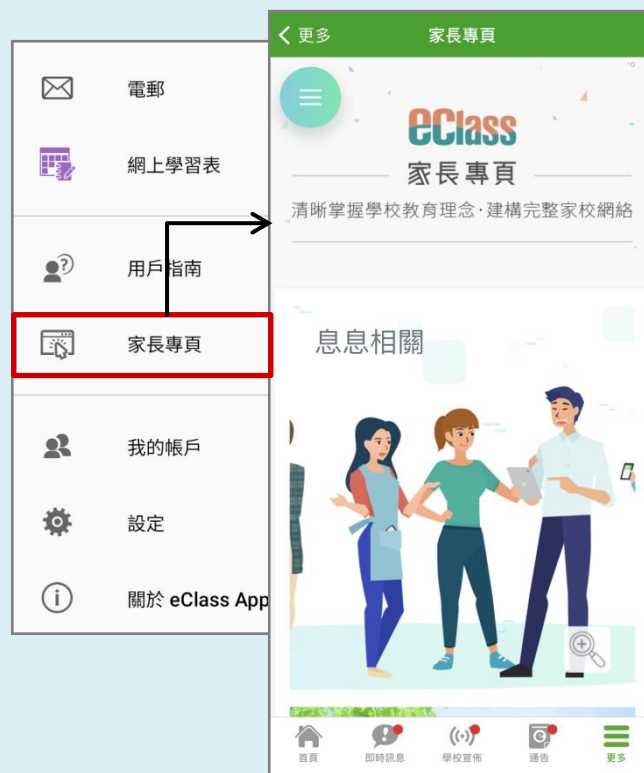 電郵
網上學習表
用戶指南
家長專頁
我的帳戶
設定
關於 eClass App
更多
家長專頁
eClass
家長專頁
清晰掌握學校教育理念·建構完整家校網絡
息息相關
首頁
即時訊息
學校宣佈
通告
更多